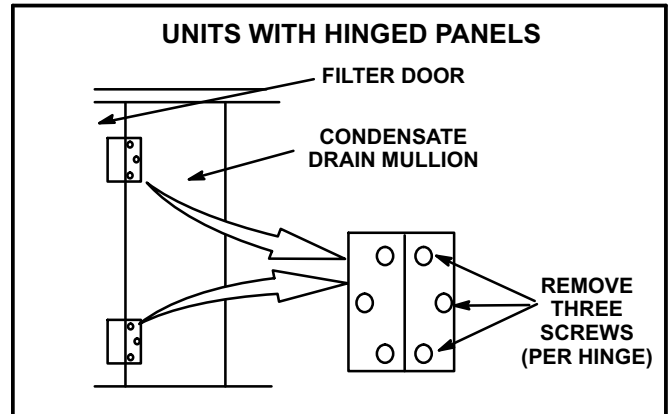 UNITS WITH HINGED PANELS
FILTER DOOR
CONDENSATE
DRAIN MULLION
REMOVE
THREE
SCREWS
(PER HINGE)